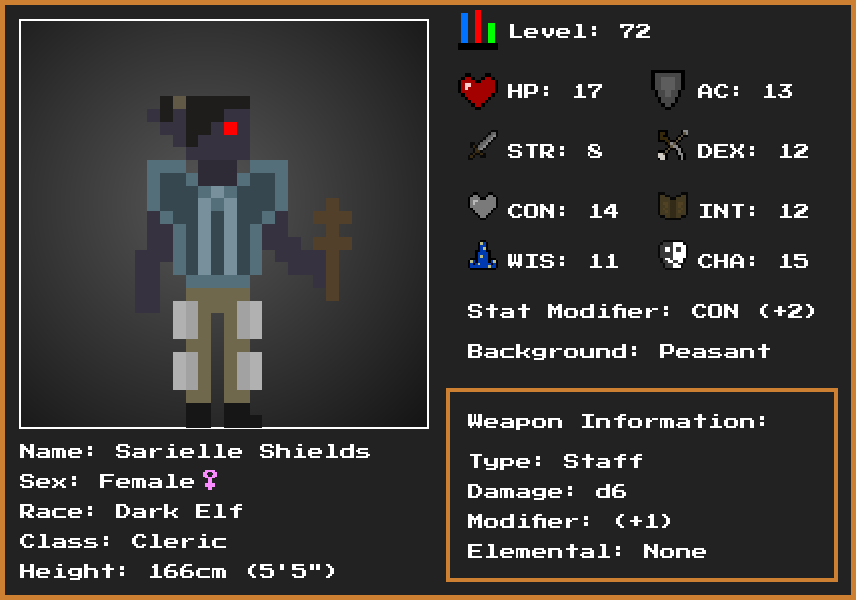 Level: 72
HP: 17
AC: 13
STR: 8
DEX: 12
CON: 14
INT: 12
WIS: 11
CHA: 15
Stat Modifier: CON (+2)
Background: Peasant
Weapon Information:
Type: Staff
Damage: d6
Modifier: (+1)
Elemental: None
Name: Sarielle Shields
Sex: Female♀
Race: Dark Elf
Class: Cleric
Height: 166cm (5'5")